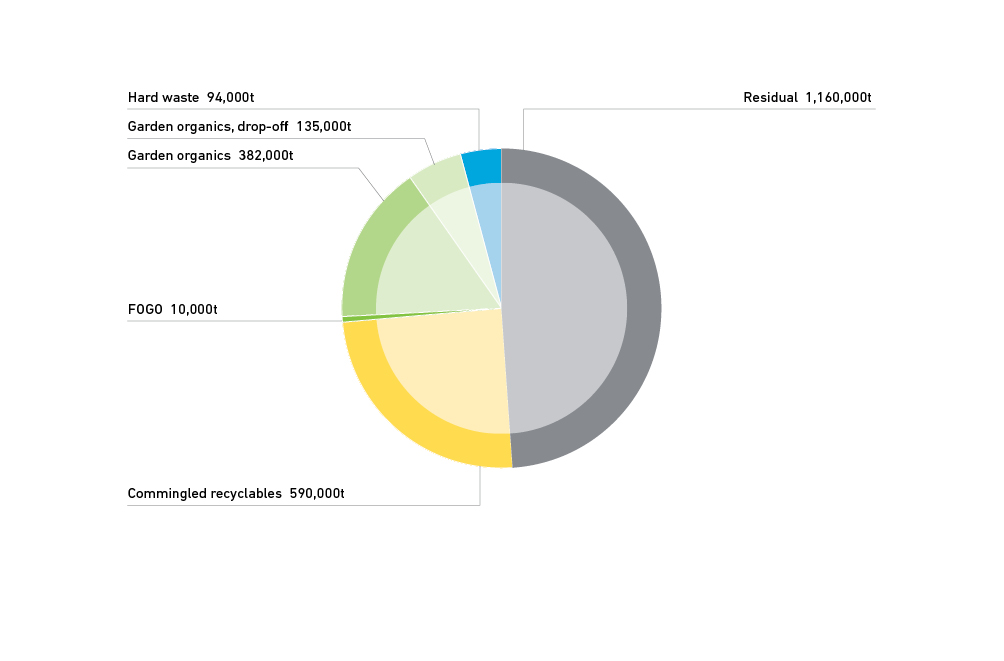 Hard waste 94,000t
Residual 1,160,000t
Garden organics, drop-off 135,000t
Garden organics 382,000t
FOGO 10,000t
Commingled recyclables 590,000t